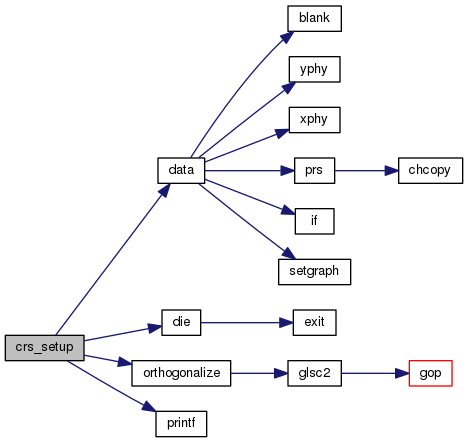 blank
yphy
xphy
data
prs
chcopy
if
setgraph
die
exit
crs_setup
orthogonalize
glsc2
gop
printf